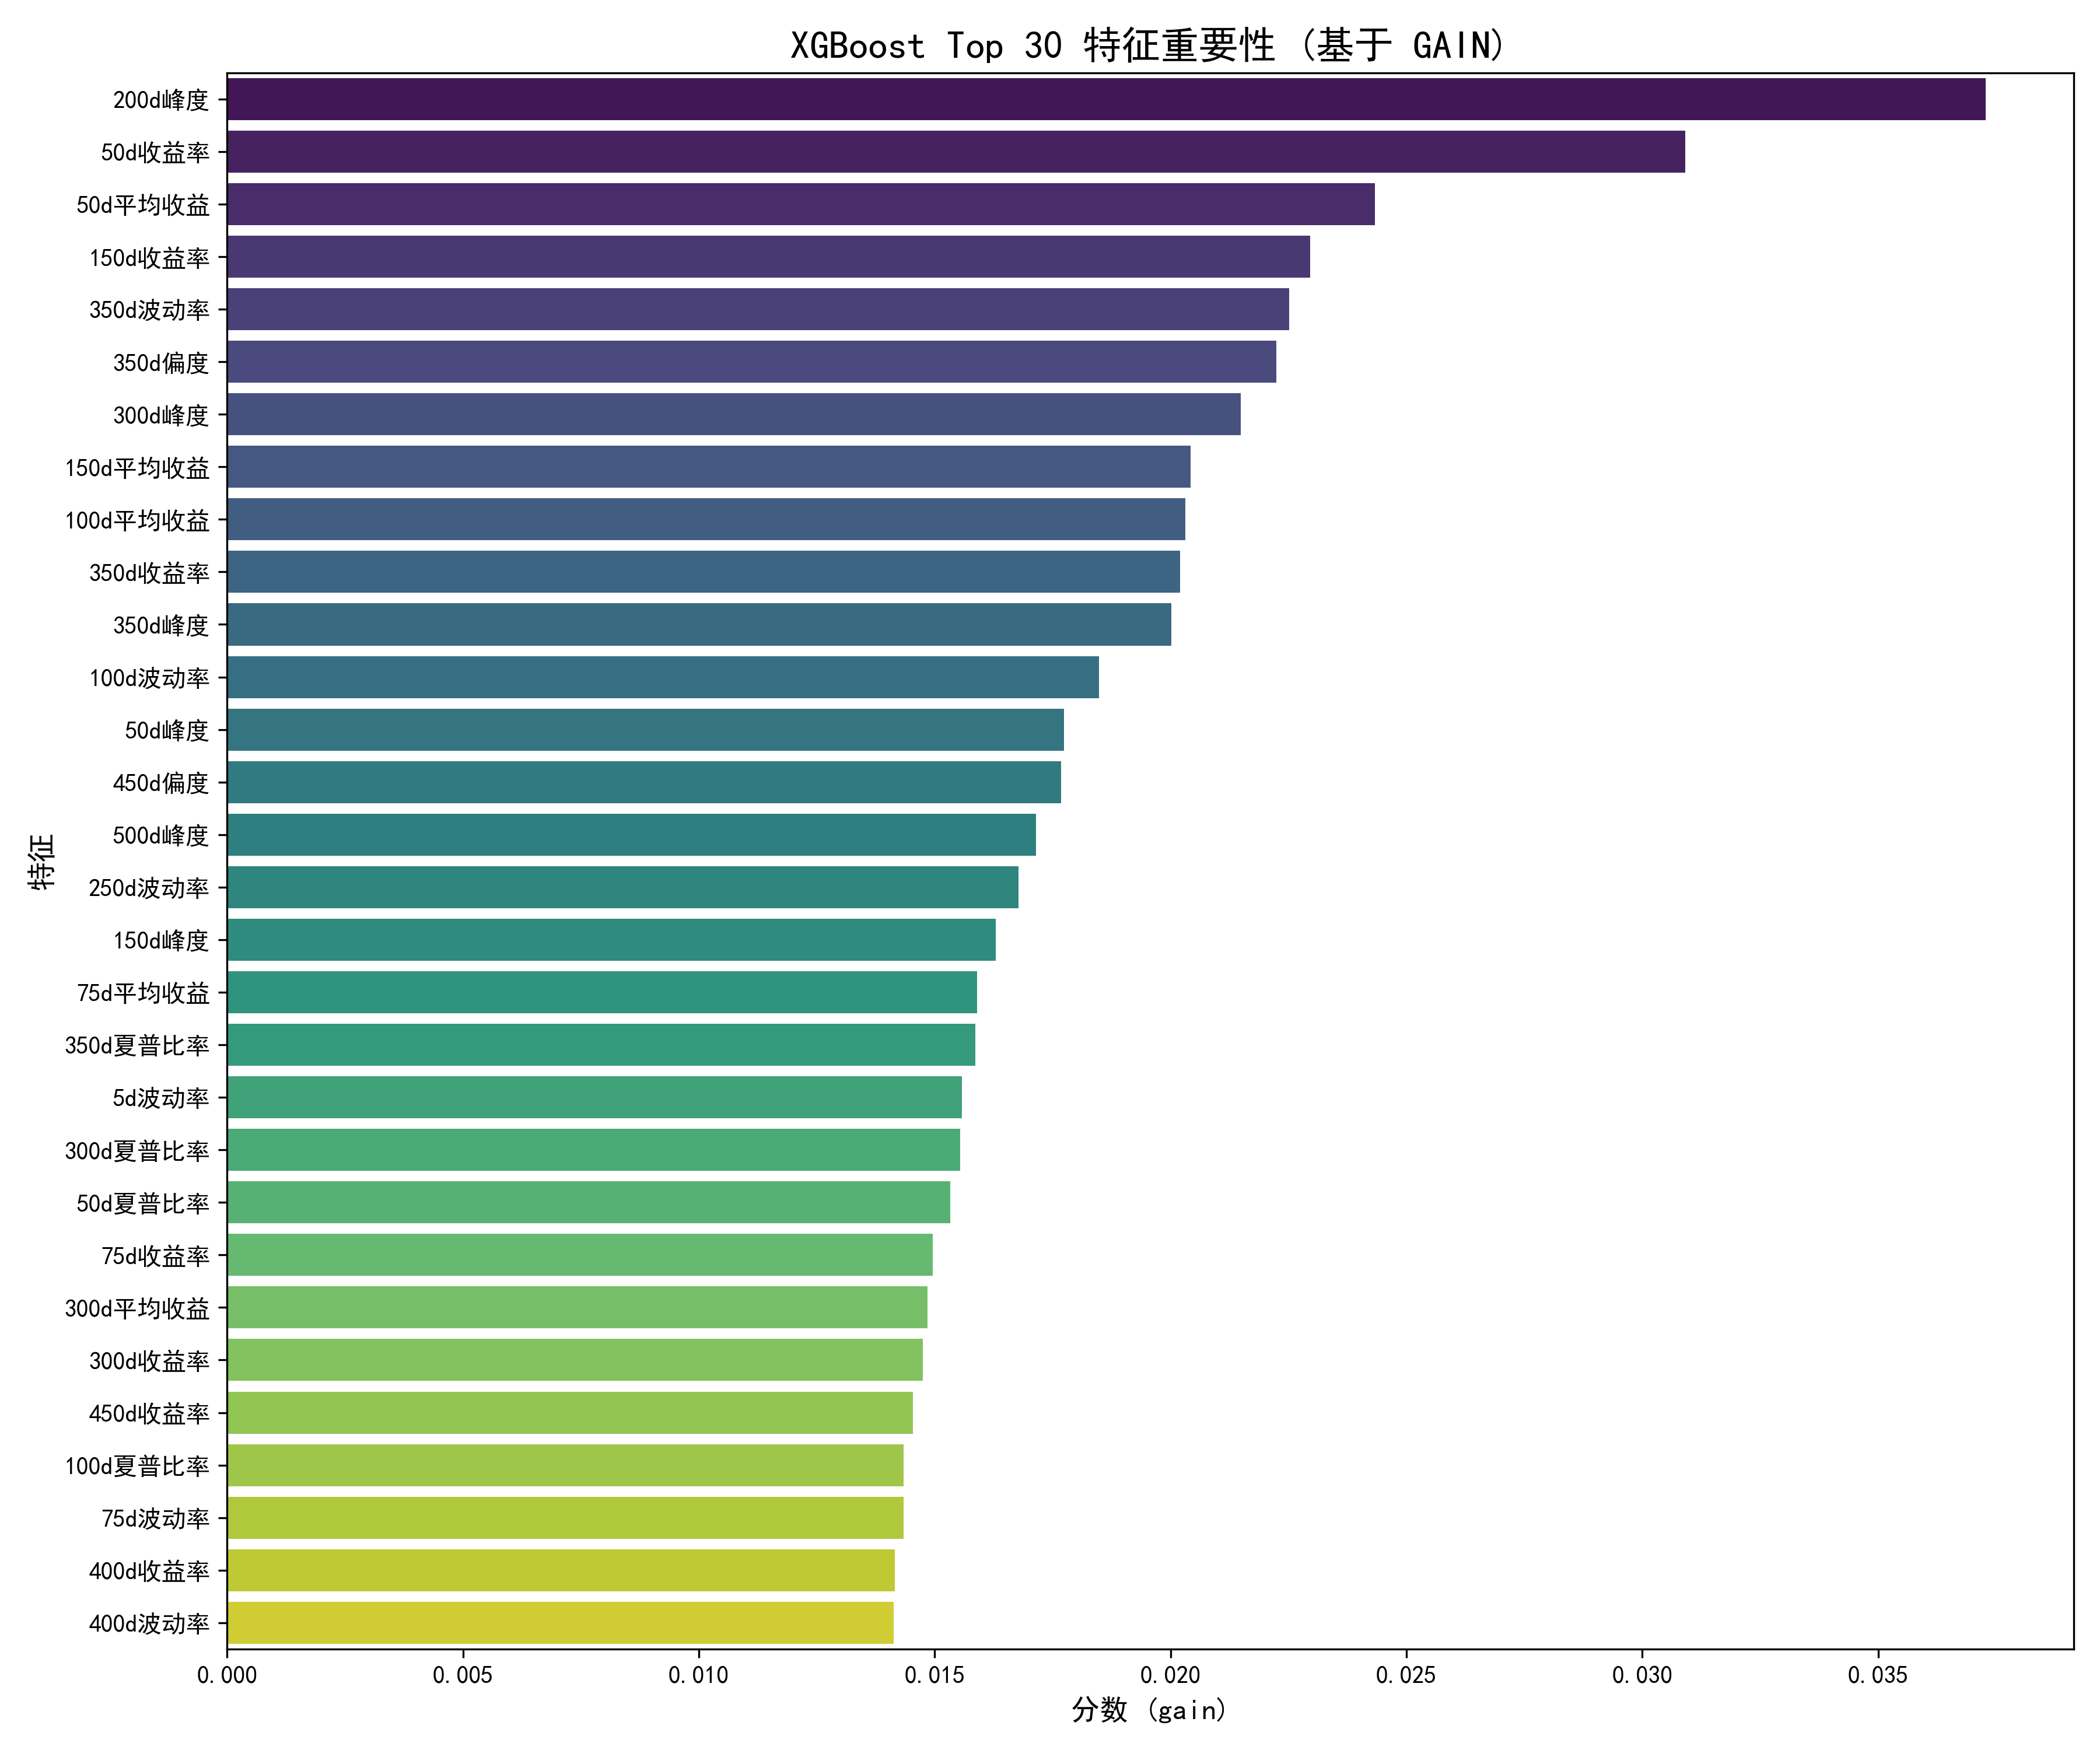 XGBoost Top 30 特征重要性 (基于 GAIN)
200d峰度
50d收益率
50d平均收益
150d收益率
350d波动率
350d偏度
300d峰度
150d平均收益
100d平均收益
350d收益率
350d峰度
100d波动率
50d峰度
450d偏度
500d峰度
250d波动率
150d峰度
75d平均收益
350d夏普比率
5d波动率
300d夏普比率
50d夏普比率
75d收益率
300d平均收益
300d收益率
450d收益率
100d夏普比率
75d波动率
400d收益率
400d波动率
特征
0.000 0.005 0.010 0.015 0.020 0.025 0.030 0.035
分数 (gain)